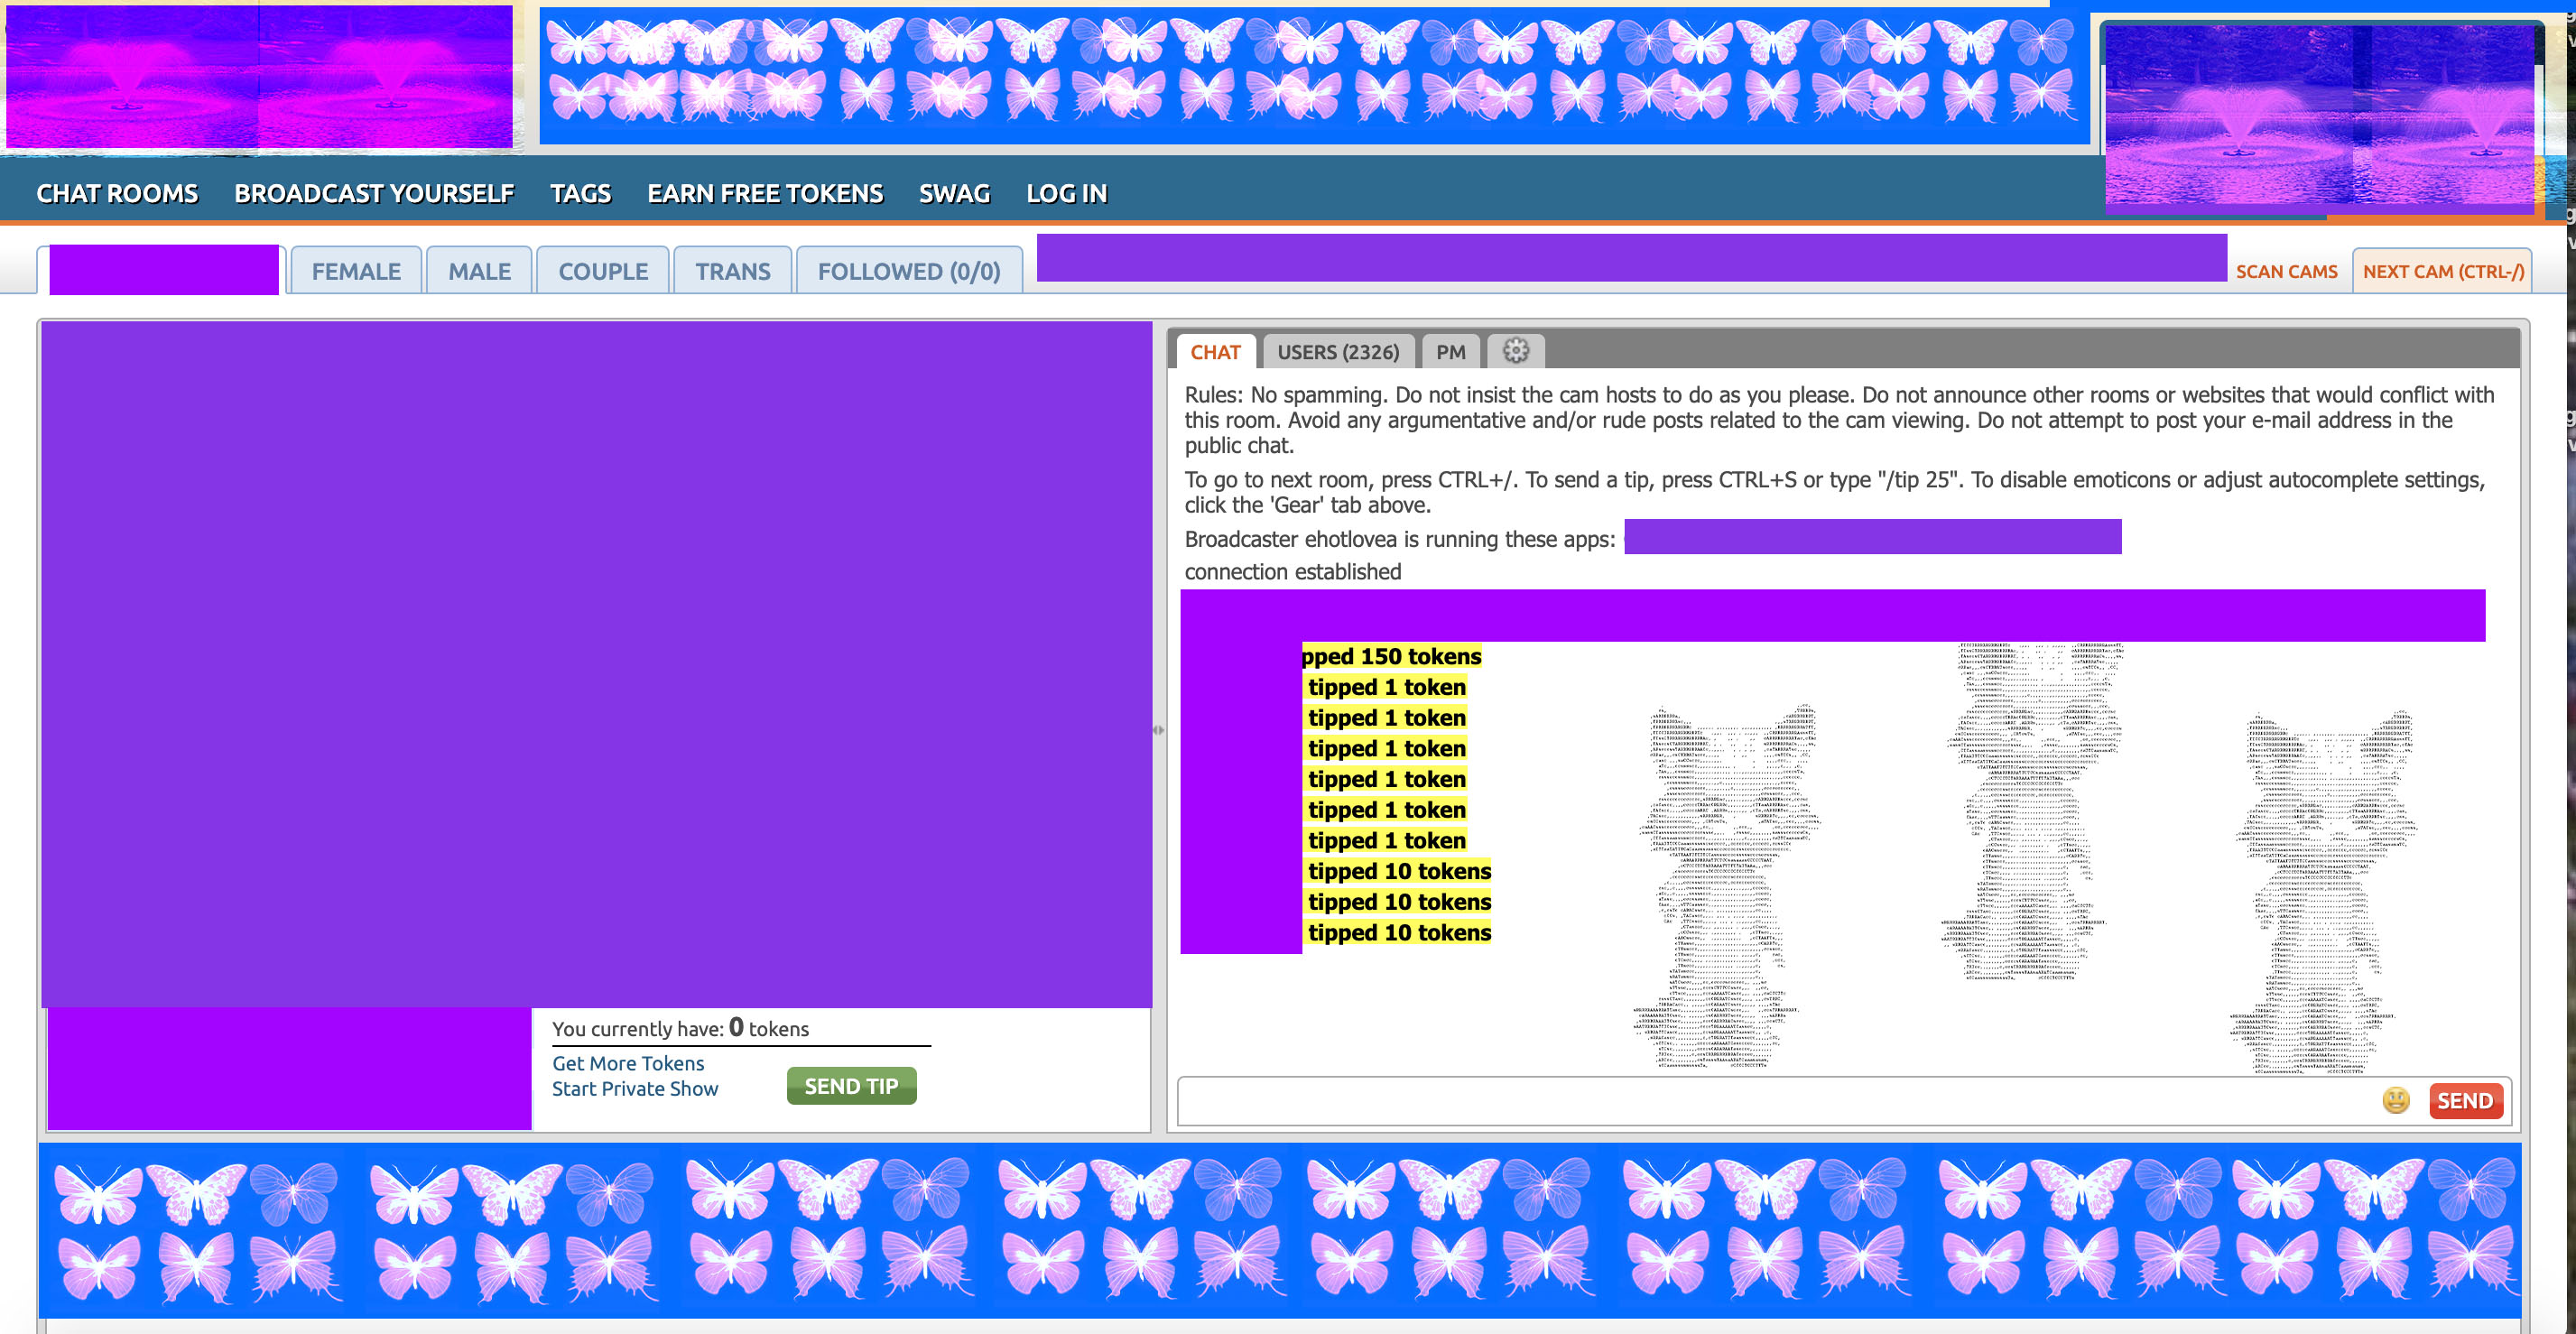 CHAT ROOMS BROADCAST YOURSELF TAGS EARN FREE TOKENS SWAG LOG IN
FEMALE MALE COUPLE TRANS FOLLOWED (0/0) SCAN CAMS NEXT CAM (CTRL-/)
CHAT USERS (2326) PM
Rules: No spamming. Do not insist the cam hosts to do as you please. Do not announce other rooms or websites that would conflict with
this room. Avoid any argumentative and/or rude posts related to the cam viewing. Do not attempt to post your e-mail address in the
public chat.
To go to next room, press CTRL+/. To send a tip, press CTRL+S or type "/tip 25". To disable emoticons or adjust autocomplete settings,
click the 'Gear' tab above.
Broadcaster ehotlovea is running these apps:
connection established
pped 150 tokens
tipped 1 token
tipped 1 token
tipped 1 token
tipped 1 token
tipped 1 token
tipped 1 token
tipped 10 tokens
tipped 10 tokens
tipped 10 tokens
You currently have: 0 tokens
Get More Tokens
Start Private Show
SEND TIP
SEND